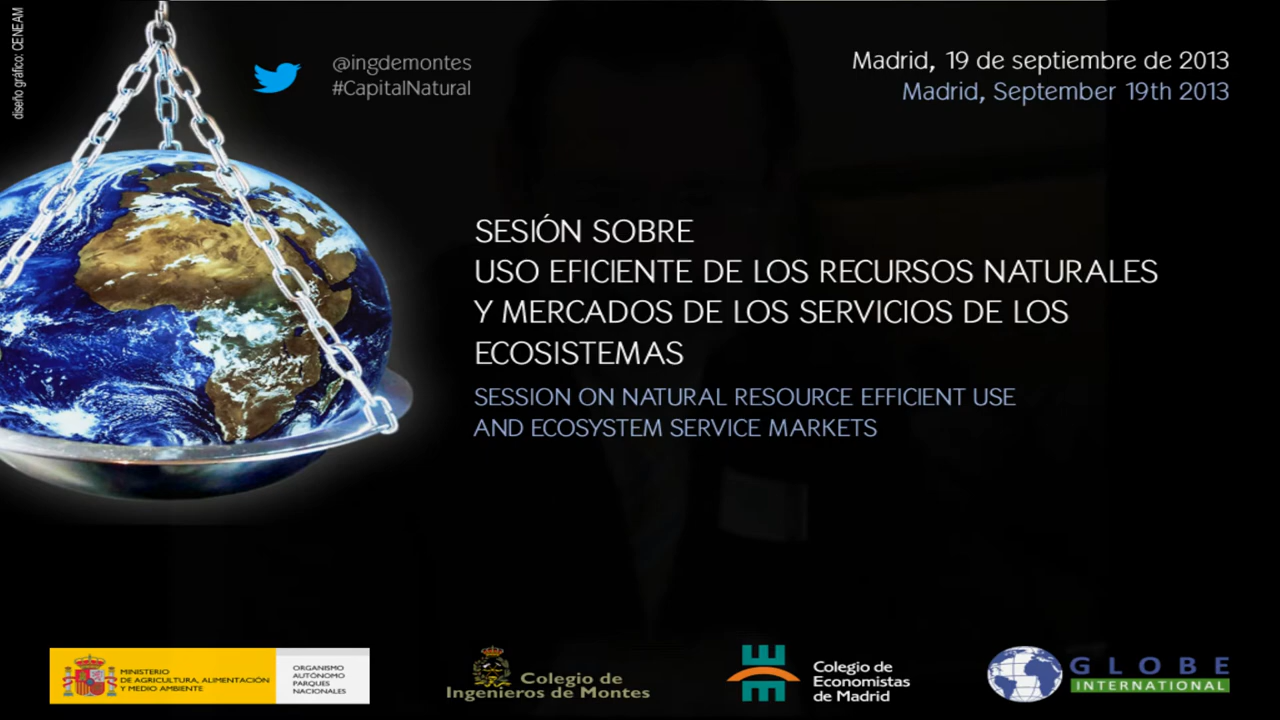 diseño gráfico: CENEAM
@ingdemontes
#CapitalNatural
Madrid, 19 de septiembre de 2013
Madrid, September 19th 2013
SESIÓN SOBRE
USO EFICIENTE DE LOS RECURSOS NATURALES
Y MERCADOS DE LOS SERVICIOS DE LOS
ECOSISTEMAS
SESSION ON NATURAL RESOURCE EFFICIENT USE
AND ECOSYSTEM SERVICE MARKETS
MINISTERIO
DE AGRICULTURA, ALIMENTACIÓN
Y MEDIO AMBIENTE
ORGANISMO
AUTÓNOMO
PARQUES
NACIONALES
Colegio de
Ingenieros de Montes
Colegio de
Economistas
de Madrid
GLOBE
INTERNATIONAL